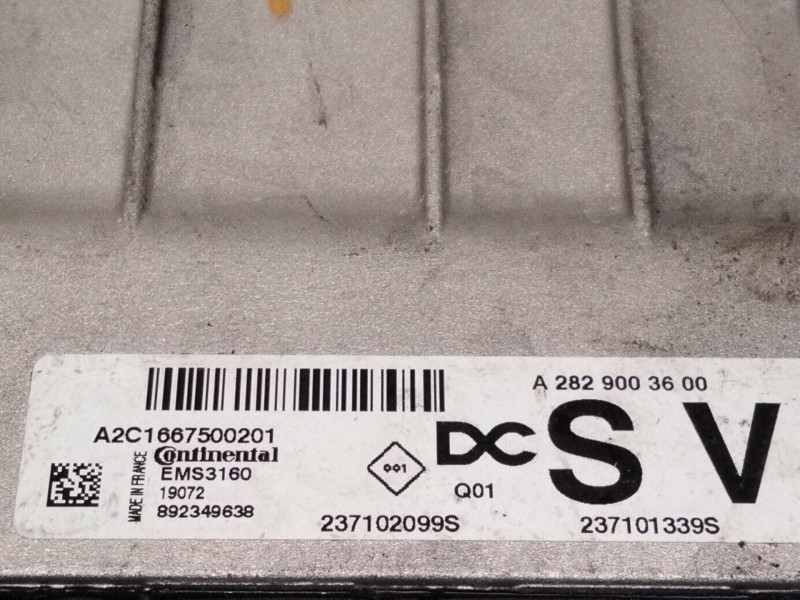 A 282 900 36 00
A2C1667500201
Continental
DC
S V
MADE IN FRANCE
EMS3160
001
19072
Q01
892349638
237102099S
237101339S